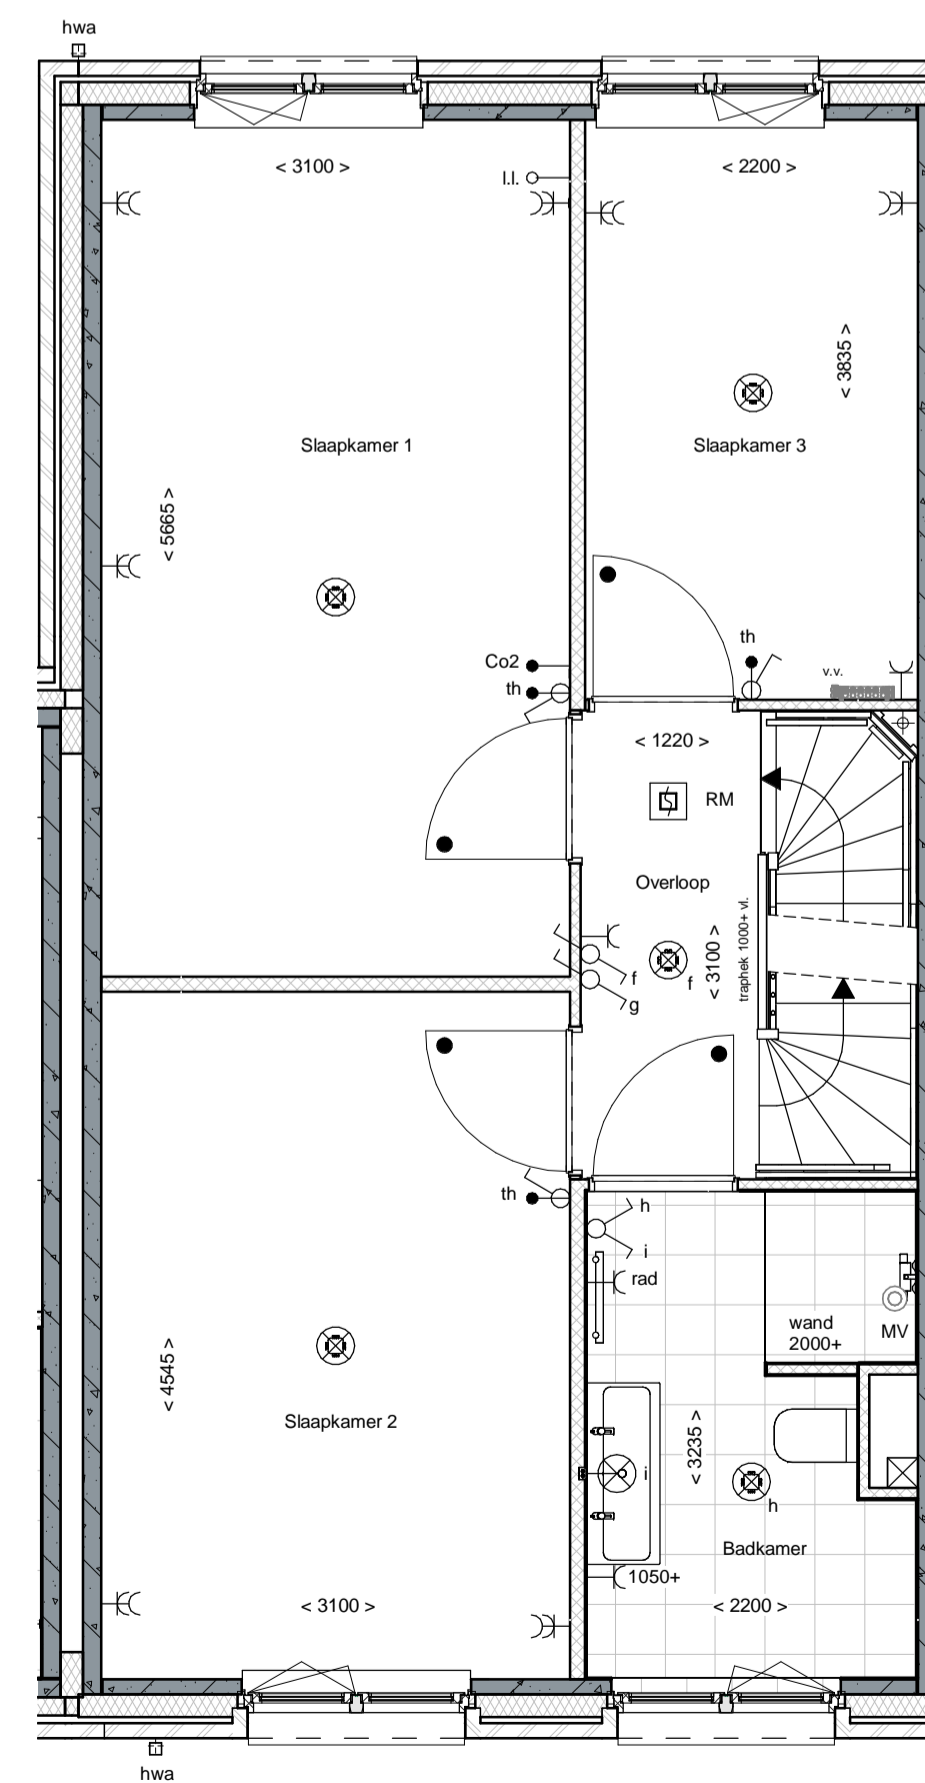 hwa
< 3100 >
l.l.
< 2200 >
< 3835 >
Slaapkamer 1
Slaapkamer 3
< 5665 >
Co2
th
th
v.v.
< 1220 >
RM
Overloop
traphek 1000+ vl.
< 3100 >
f
f
g
th
h
i
rad
wand
2000+
MV
< 4545 >
Slaapkamer 2
< 3235 >
i
h
Badkamer
1050+
< 3100 >
< 2200 >
hwa